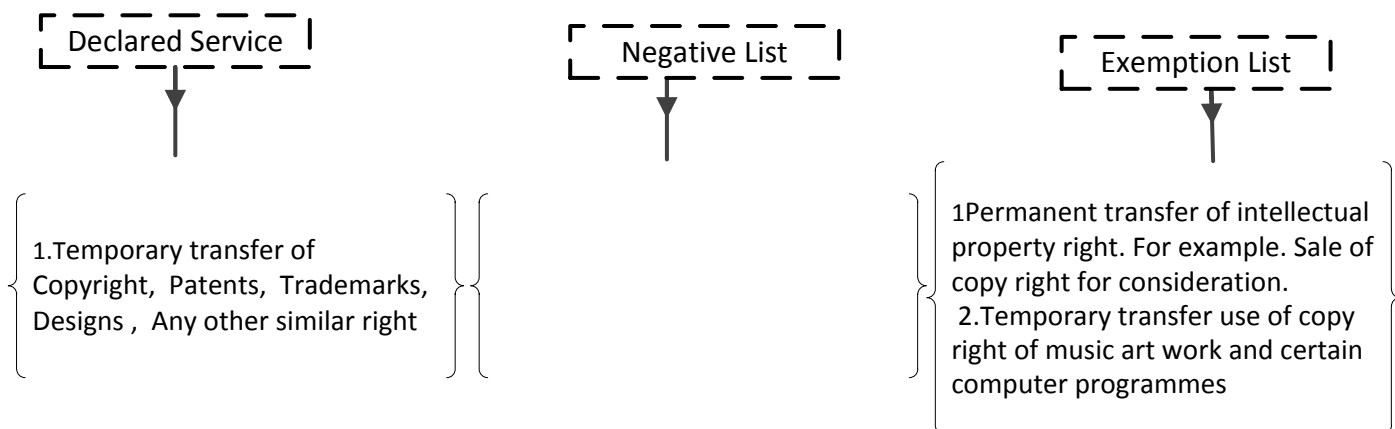 Declared Service
Negative List
Exemption List
1.Temporary transfer of
Copyright, Patents, Trademarks,
Designs , Any other similar right
1Permanent transfer of intellectual
property right. For example. Sale of
copy right for consideration.
2.Temporary transfer use of copy
right of music art work and certain
computer programmes